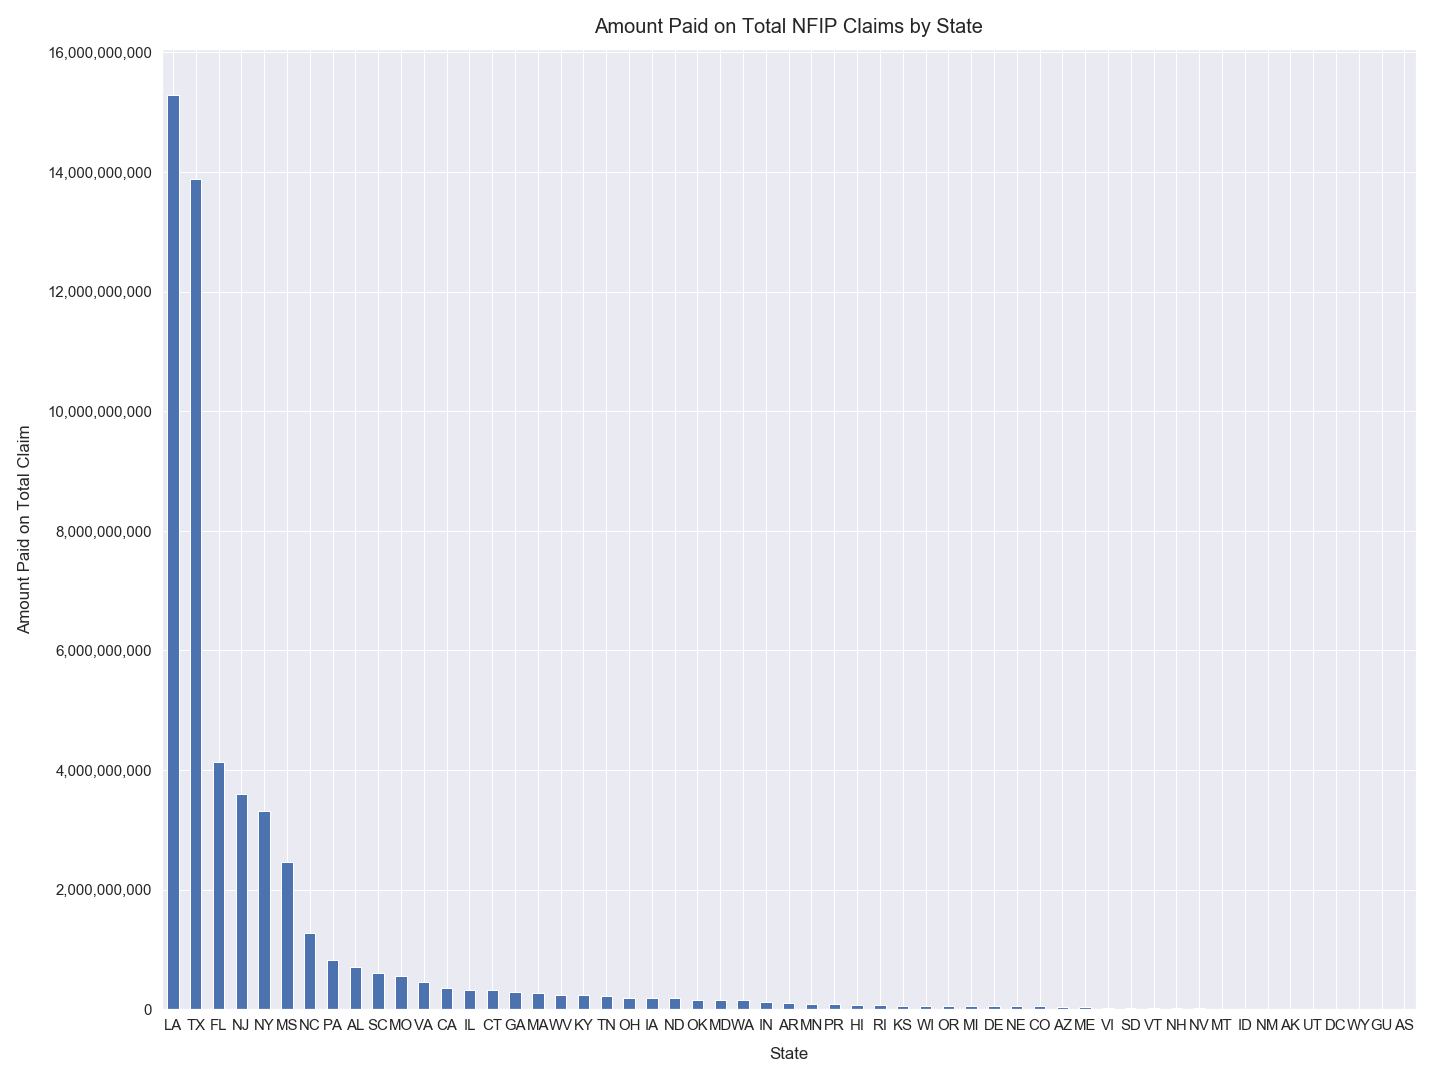 Amount Paid on Total NFIP Claims by State
16,000,000,000
14,000,000,000
12,000,000,000
10,000,000,000
8,000,000,000
6,000,000,000
4,000,000,000
2,000,000,000
0
Amount Paid on Total Claim
LA TX FL NJ NY MS NC PA AL SC MO VA CA IL CT GA MA WV KY TN OH IA ND OK MD WA IN AR MN PR HI RI KS WI OR MI DE NE CO AZ ME VI SD VT NH NV MT ID NM AK UT DC WY GU AS
State